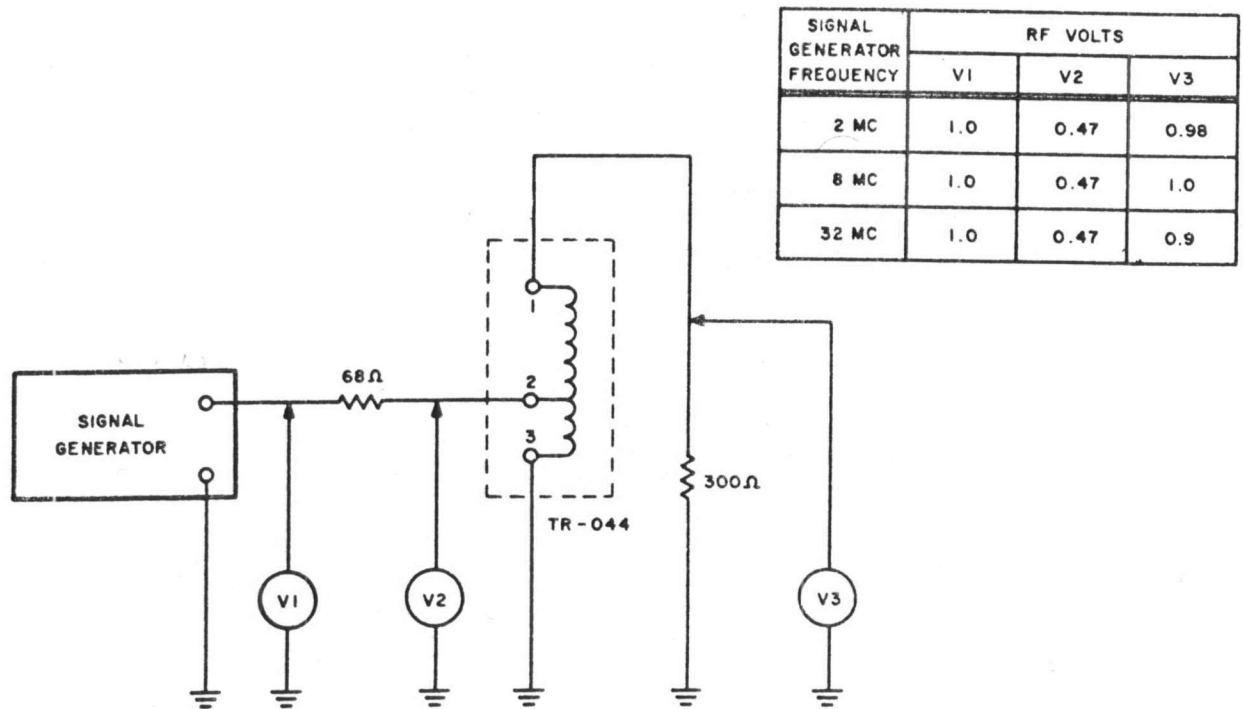 SIGNAL
GENERATOR
FREQUENCY
RF VOLTS
V1 V2 V3
2 MC 1.0 0.47 0.98
8 MC 1.0 0.47 1.0
32 MC 1.0 0.47 0.9
1
68Ω
2
3
SIGNAL
GENERATOR
300Ω
TR-044
V1 V2 V3